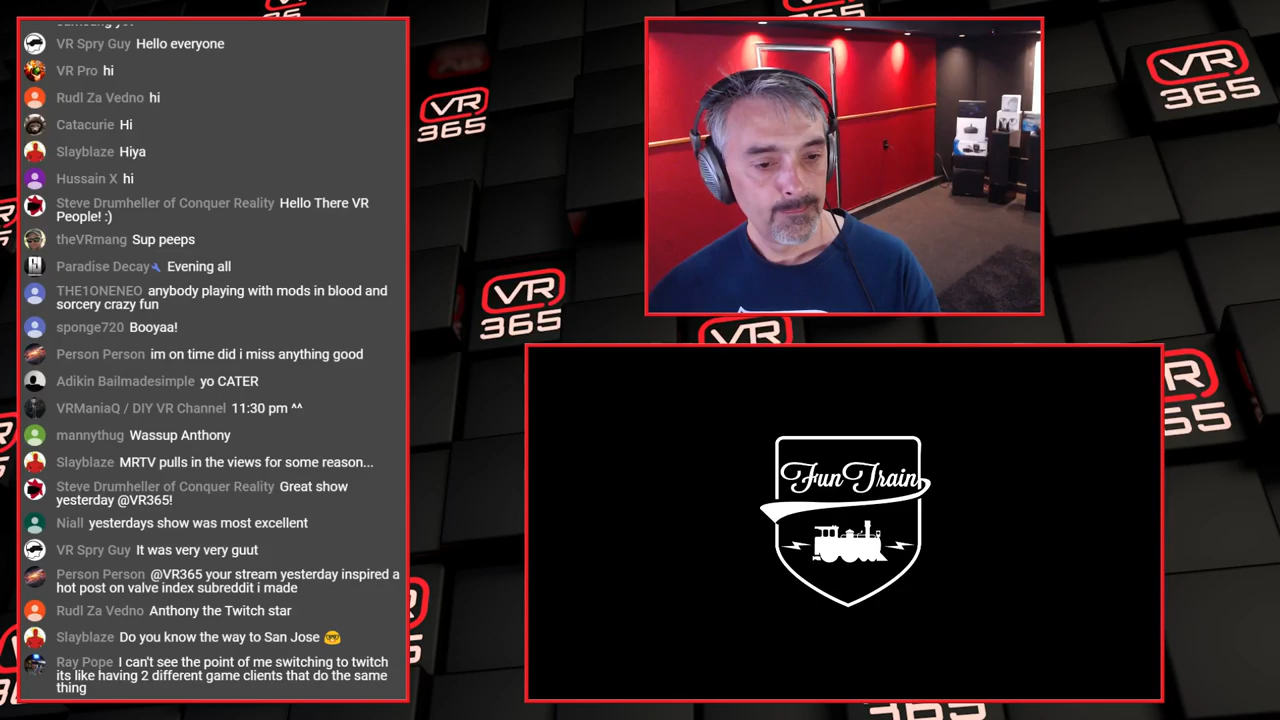 VR Spry Guy Hello everyone
VR Pro hi
Rudl Za Vedno hi
Catacurie Hi
Slayblaze Hiya
Hussain X hi
Steve Drumheller of Conquer Reality Hello There VR
People! :)
theVRmang Sup peeps
Paradise Decay Evening all
THE1ONENEO anybody playing with mods in blood and
sorcery crazy fun
sponge720 Booyaa!
Person Person im on time did i miss anything good
Adikin Bailmadesimple yo CATER
VRManiaQ / DIY VR Channel 11:30 pm ^^
mannythug Wassup Anthony
Slayblaze MRTV pulls in the views for some reason...
Steve Drumheller of Conquer Reality Great show
yesterday @VR365!
Niall yesterdays show was most excellent
VR Spry Guy It was very very guut
Person Person @VR365 your stream yesterday inspired a
hot post on valve index subreddit i made
Rudl Za Vedno Anthony the Twitch star
Slayblaze Do you know the way to San Jose 🤓
Ray Pope I can't see the point of me switching to twitch
its like having 2 different game clients that do the same
thing
VR
365
VR
365
VR
365
VR
365
365
365
Fun Train